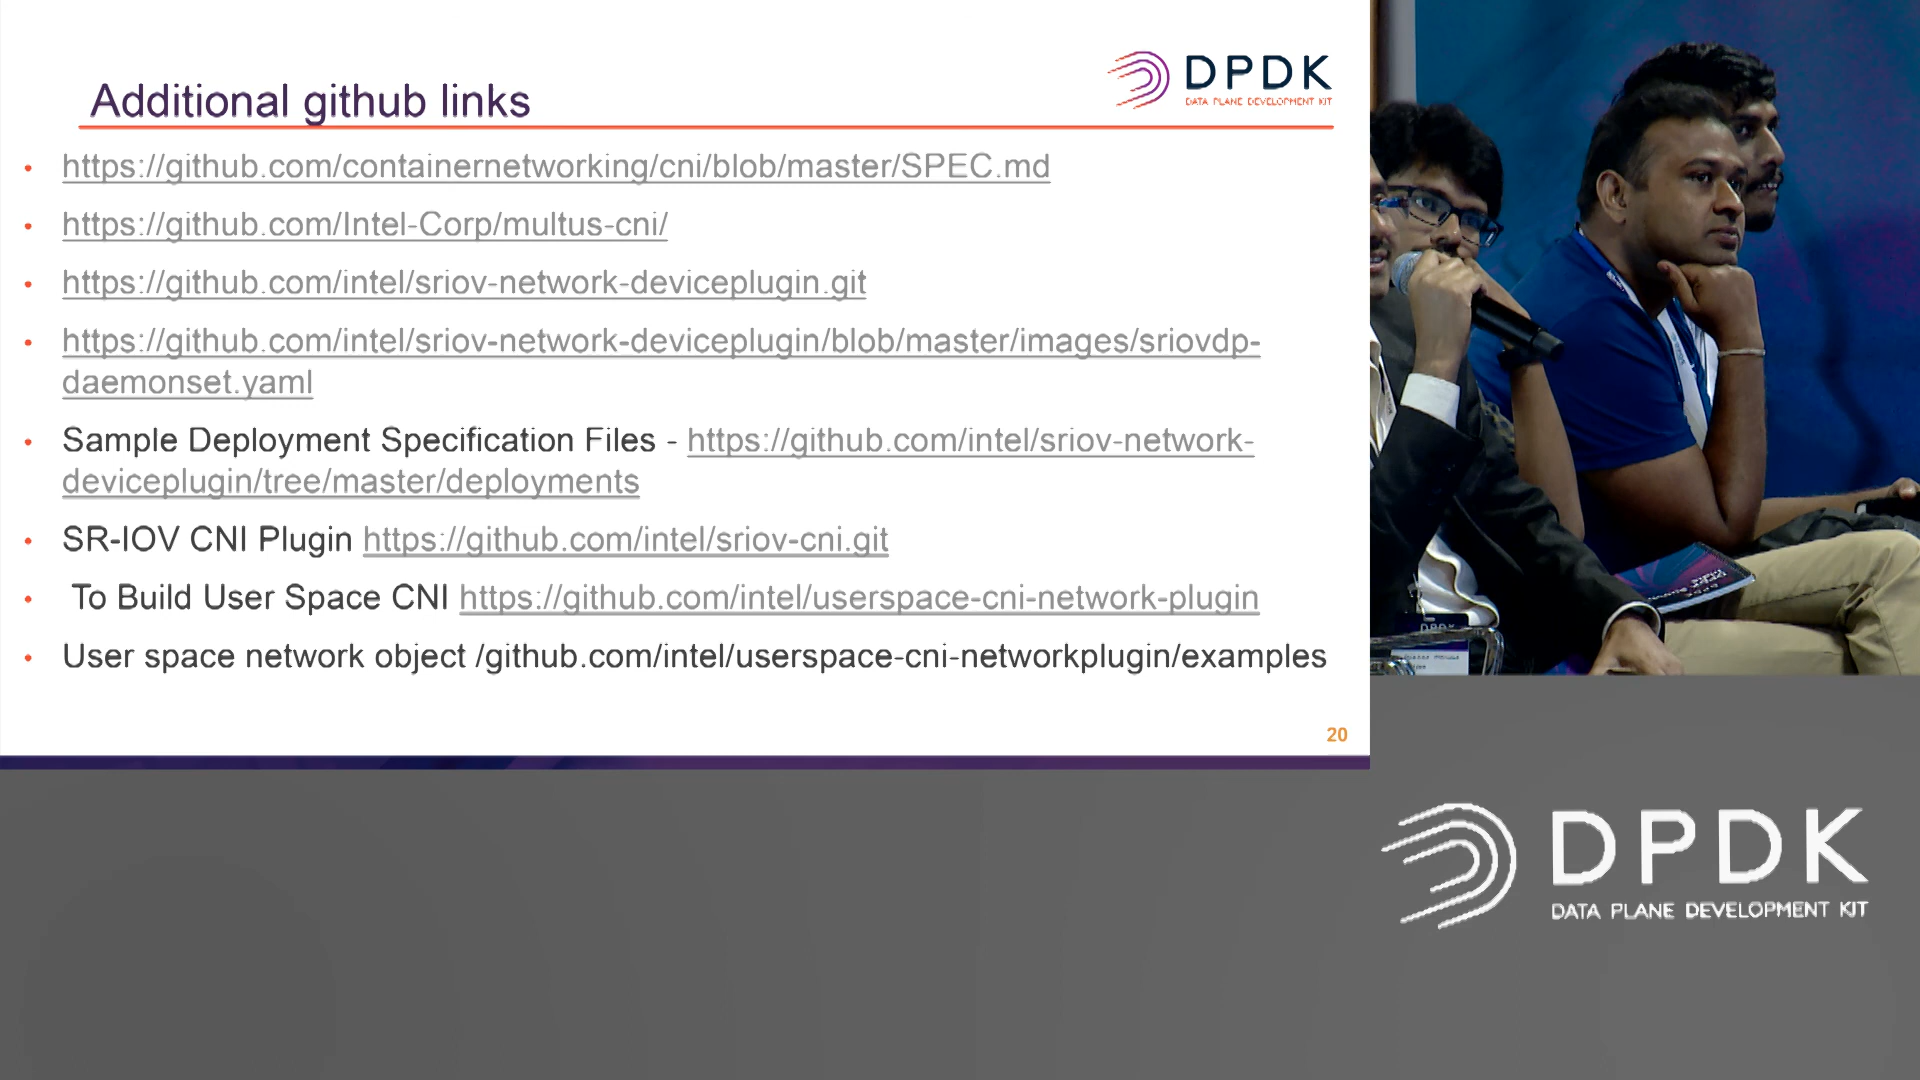 Additional github links
DPDK
DATA PLANE DEVELOPMENT KIT
• https://github.com/containernetworking/cni/blob/master/SPEC.md
• https://github.com/Intel-Corp/multus-cni/
• https://github.com/intel/sriov-network-deviceplugin.git
• https://github.com/intel/sriov-network-deviceplugin/blob/master/images/sriovdp-
daemonset.yaml
• Sample Deployment Specification Files - https://github.com/intel/sriov-network-
deviceplugin/tree/master/deployments
• SR-IOV CNI Plugin https://github.com/intel/sriov-cni.git
• To Build User Space CNI https://github.com/intel/userspace-cni-network-plugin
• User space network object /github.com/intel/userspace-cni-networkplugin/examples
20
DPDK
DPDK
DATA PLANE DEVELOPMENT KIT